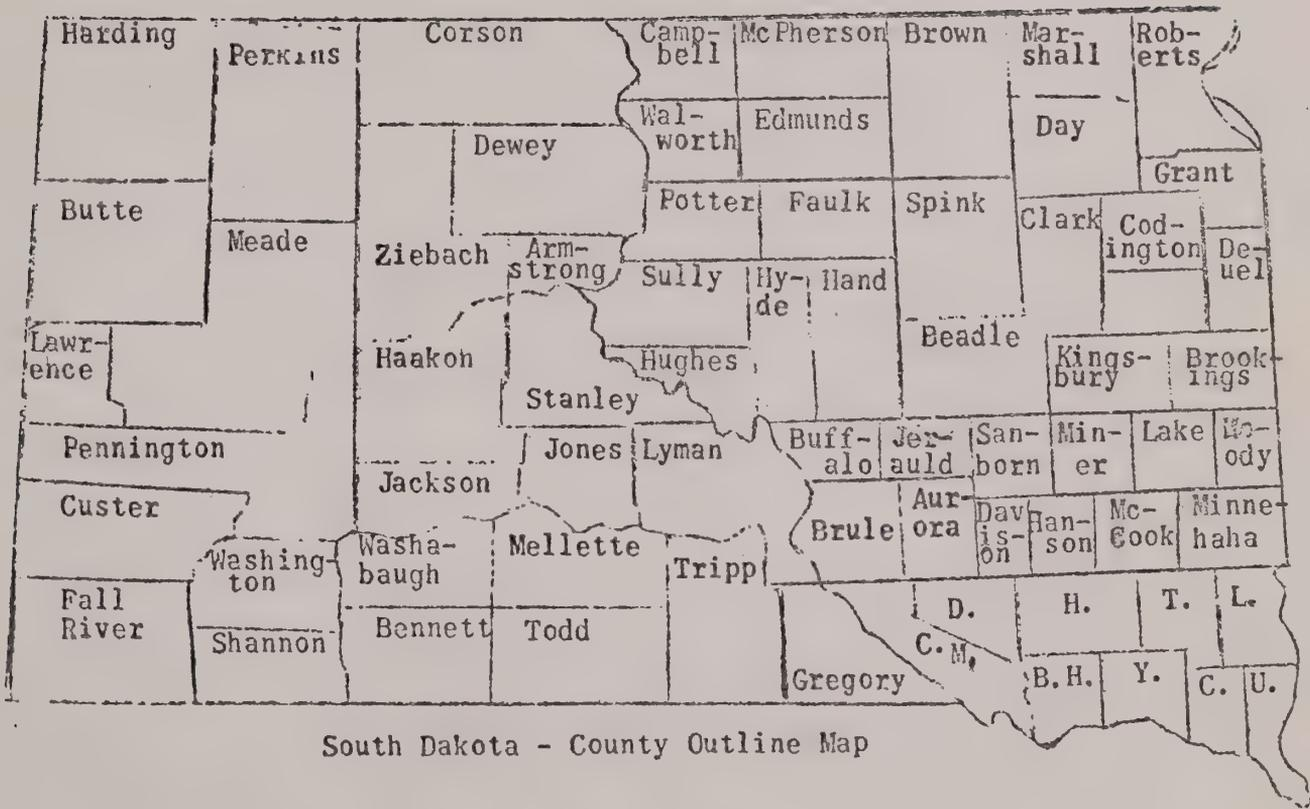 Harding
Perkins
Corson
Camp-
bell
McPherson
Brown
Mar-
shall
Rob-
erts
Wal-
worth
Edmunds
Day
Dewey
Grant
Butte
Meade
Ziebach
Arm-
strong
Potter
Faulk
Spink
Clark
Cod-
ington
De-
uel
Sully
Hy-
de
Hand
Lawr-
ence
Haakon
Hughes
Beadle
Kings-
bury
Brook-
ings
Stanley
Pennington
Jones
Lyman
Buff-
alo
Jer-
auld
San-
born
Min-
er
Lake
Mo-
ody
Jackson
Custer
Brule
Aur-
ora
Dav
is-
on
Han-
son
Mc-
Cook
Minne-
haha
Washing-
ton
Washa-
baugh
Mellette
Tripp
Fall
River
Shannon
Bennett
Todd
Gregory
D.
H.
T.
L.
C. M.
B.H.
Y.
C.
U.
South Dakota - County Outline Map